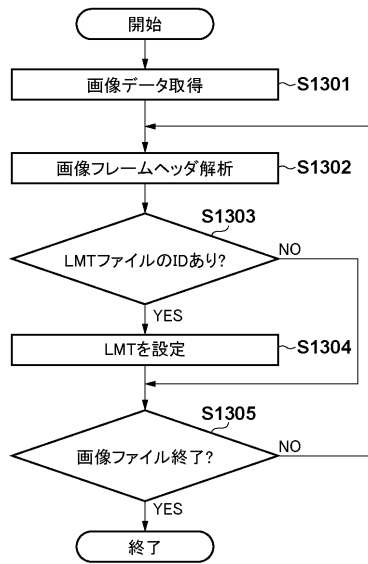 開始
画像データ取得
S1301
画像フレームヘッダ解析
S1302
S1303
LMTファイルのIDあり?
NO
YES
LMTを設定
S1304
S1305
画像ファイル終了?
NO
YES
終了